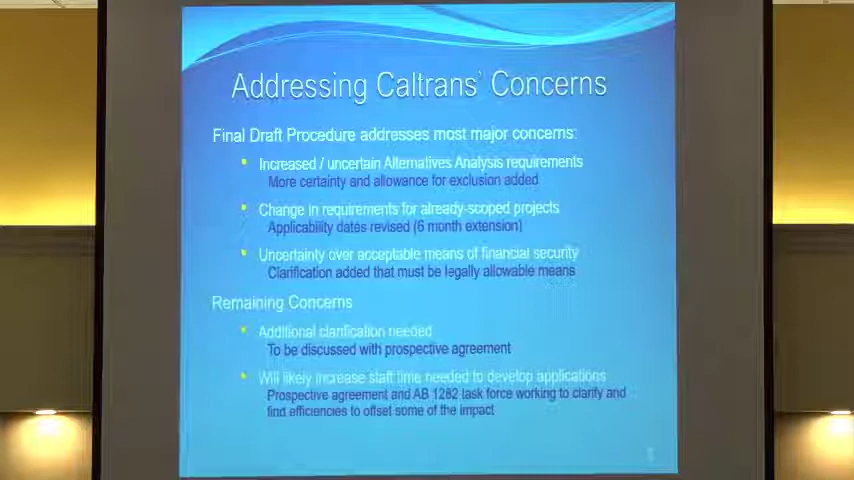 Addressing Caltrans' Concerns
Final Draft Procedure addresses most major concerns:
Increased / uncertain Alternatives Analysis requirements
More certainty and allowance for exclusion added
Change in requirements for already-scoped projects
Applicability dates revised (6 month extension)
Uncertainty over acceptable means of financial security
Clarification added that must be legally allowable means
Remaining Concerns
Additional clarification needed
To be discussed with prospective agreement
Will likely increase staff time needed to develop applications
Prospective agreement and AB 1282 task force working to clarify and
find efficiencies to offset some of the impact